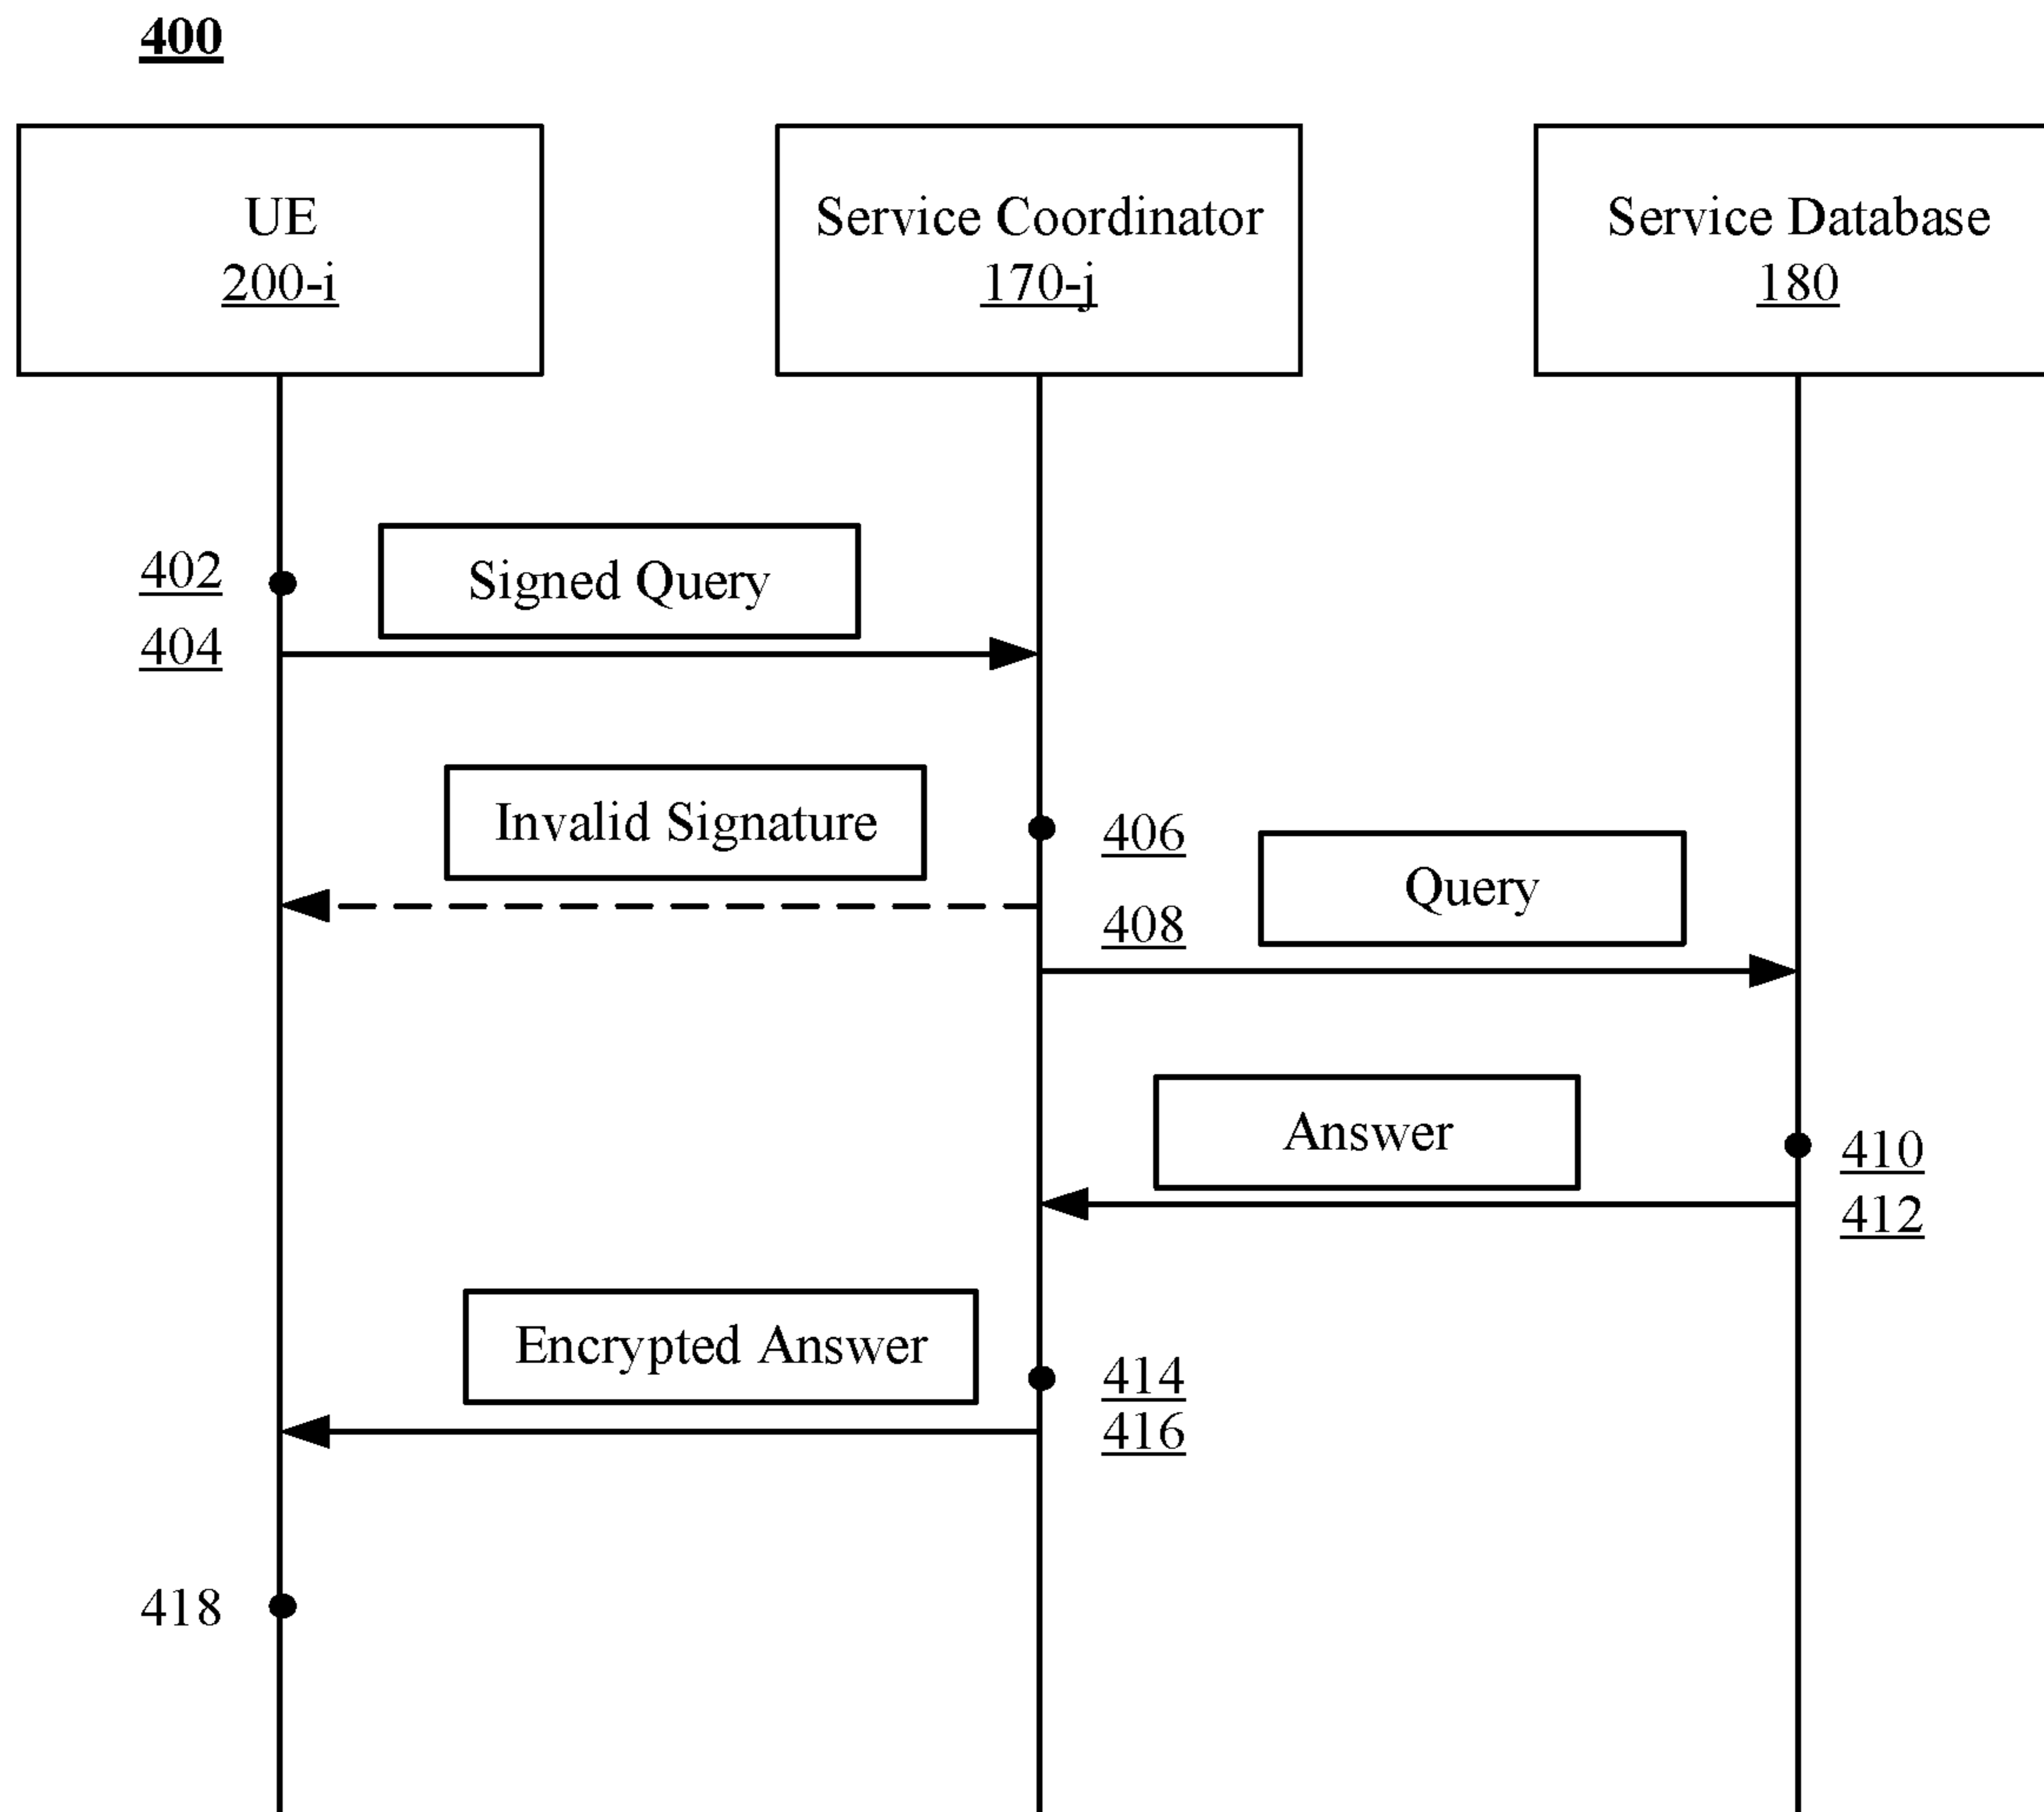 400
UE
200-i
Service Coordinator
170-j
Service Database
180
402
Signed Query
404
Invalid Signature
406
Query
408
Answer
410
412
Encrypted Answer
414
416
418